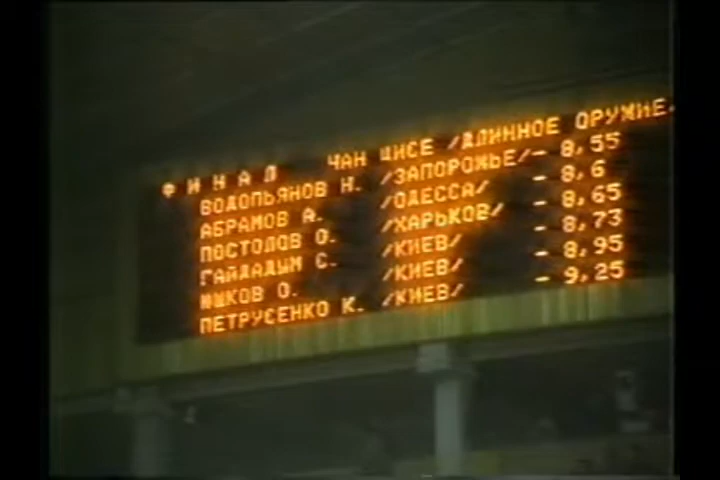 ФИНАЛ ЧАН ЦИСЕ /ДЛИННОЕ ОРУЖИЕ.
ВОДОПЬЯНОВ Н. /ЗАПОРОЖЬЕ/- 8,55
АБРАМОВ А. /ОДЕССА/ - 8,6
ПОСТОЛОВ О. /ХАРЬКОВ/ - 8,65
ГАЙДАДЫМ С. /КИЕВ/ - 8,73
ЮШКОВ О. /КИЕВ/ - 8,95
ПЕТРУСЕНКО К. /КИЕВ/ - 9,25